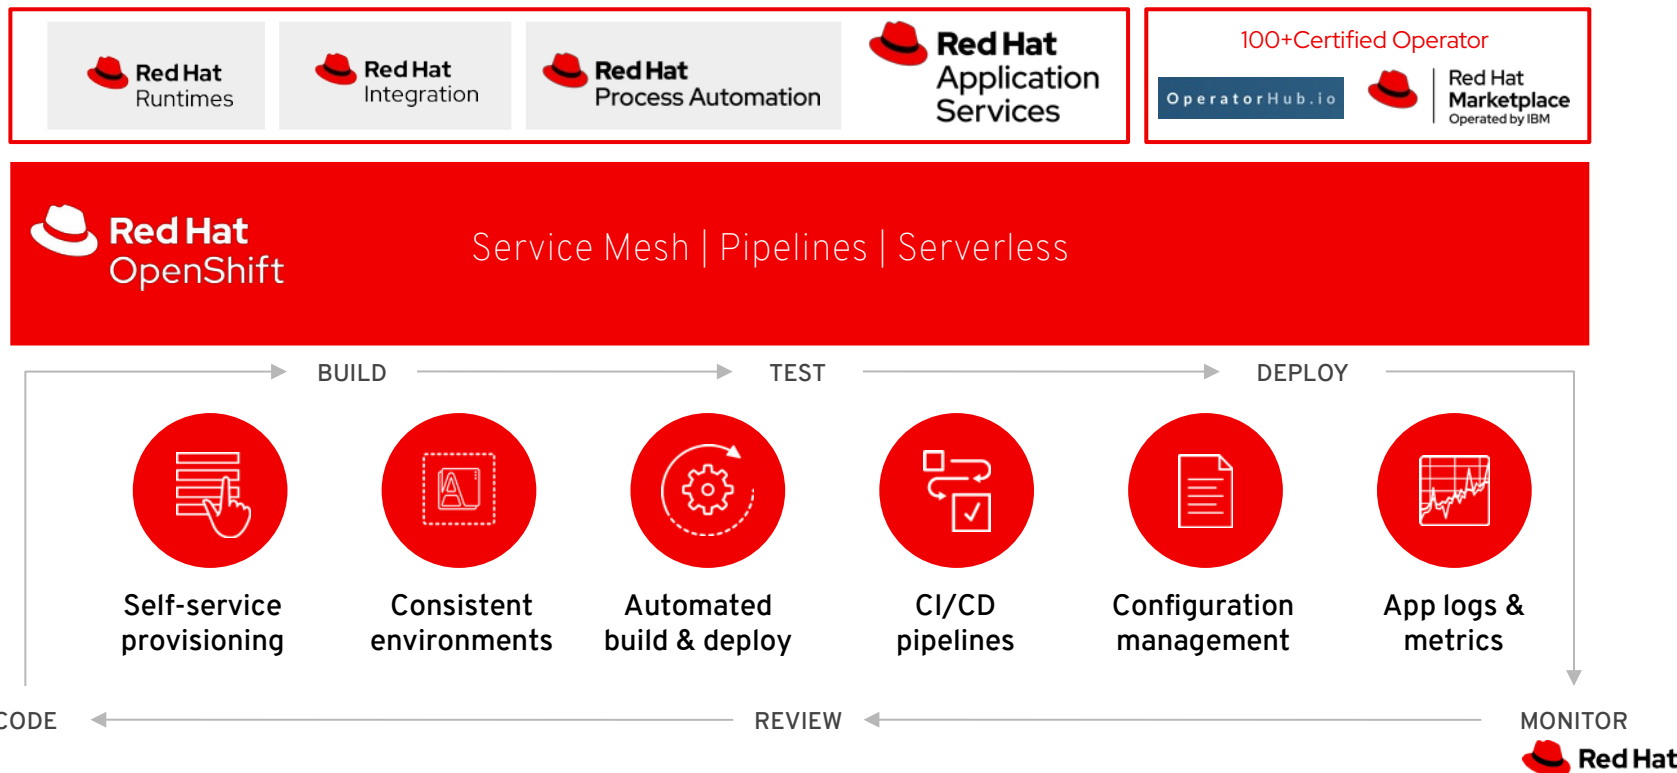 Red Hat
Runtimes
Red Hat
Integration
Red Hat
Process Automation
Red Hat
Application
Services
100+Certified Operator
OperatorHub.io
Red Hat
Marketplace
Operated by IBM
Red Hat
OpenShift
Service Mesh | Pipelines | Serverless
BUILD
TEST
DEPLOY
Self-service
provisioning
Consistent
environments
Automated
build & deploy
CI/CD
pipelines
Configuration
management
App logs &
metrics
CODE
REVIEW
MONITOR
Red Hat